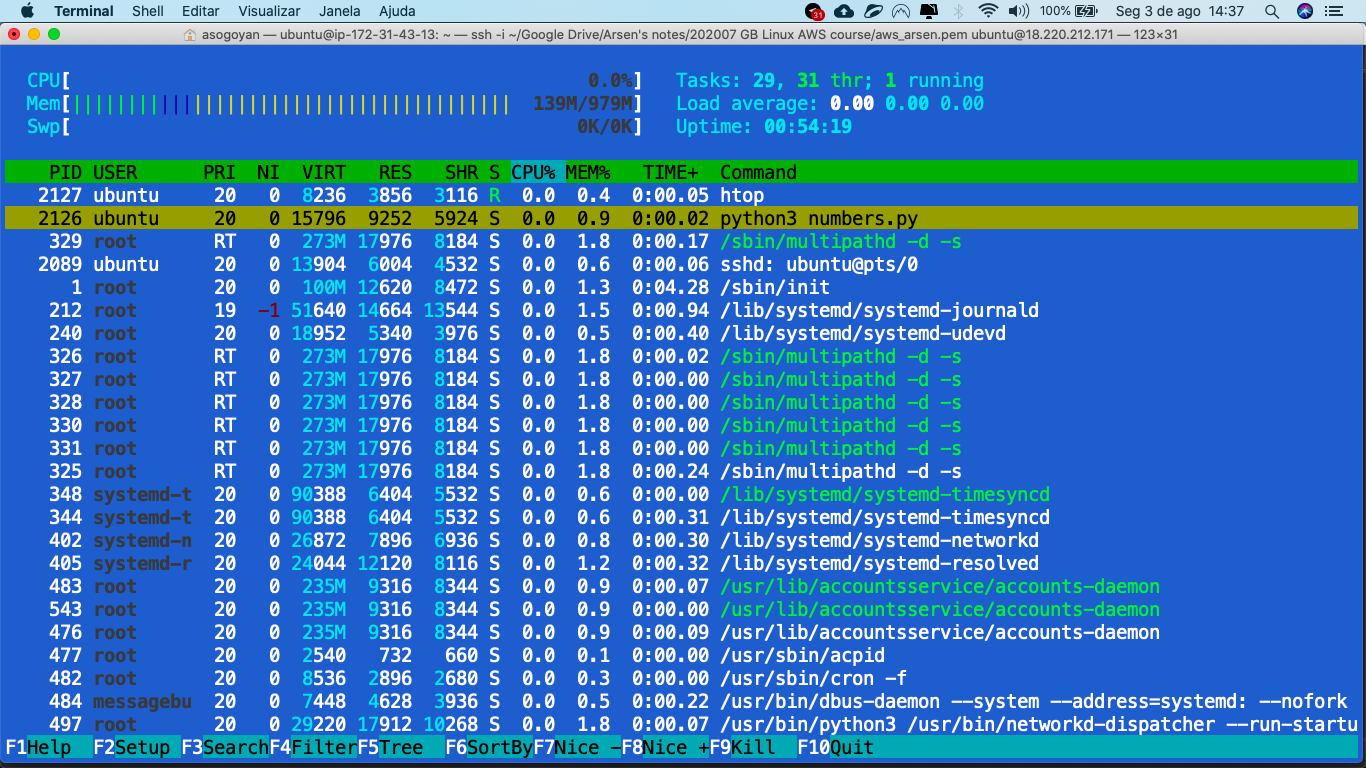 Terminal Shell Editar Visualizar Janela Ajuda 31 100% Seg 3 de ago 14:37
asogoyan — ubuntu@ip-172-31-43-13: ~ — ssh -i ~/Google Drive/Arsen's notes/202007 GB Linux AWS course/aws_arsen.pem ubuntu@18.220.212.171 — 123×31
CPU[ 0.0%] Tasks: 29, 31 thr; 1 running
Mem[||||||||||||||||||||||||||||||||||||||| 139M/979M] Load average: 0.00 0.00 0.00
Swp[ 0K/0K] Uptime: 00:54:19
PID USER PRI NI VIRT RES SHR S CPU% MEM% TIME+ Command
2127 ubuntu 20 0 8236 3856 3116 R 0.0 0.4 0:00.05 htop
2126 ubuntu 20 0 15796 9252 5924 S 0.0 0.9 0:00.02 python3 numbers.py
329 root RT 0 273M 17976 8184 S 0.0 1.8 0:00.17 /sbin/multipathd -d -s
2089 ubuntu 20 0 13904 6004 4532 S 0.0 0.6 0:00.06 sshd: ubuntu@pts/0
1 root 20 0 100M 12620 8472 S 0.0 1.3 0:04.28 /sbin/init
212 root 19 -1 51640 14664 13544 S 0.0 1.5 0:00.94 /lib/systemd/systemd-journald
240 root 20 0 18952 5340 3976 S 0.0 0.5 0:00.40 /lib/systemd/systemd-udevd
326 root RT 0 273M 17976 8184 S 0.0 1.8 0:00.02 /sbin/multipathd -d -s
327 root RT 0 273M 17976 8184 S 0.0 1.8 0:00.00 /sbin/multipathd -d -s
328 root RT 0 273M 17976 8184 S 0.0 1.8 0:00.00 /sbin/multipathd -d -s
330 root RT 0 273M 17976 8184 S 0.0 1.8 0:00.00 /sbin/multipathd -d -s
331 root RT 0 273M 17976 8184 S 0.0 1.8 0:00.00 /sbin/multipathd -d -s
325 root RT 0 273M 17976 8184 S 0.0 1.8 0:00.24 /sbin/multipathd -d -s
348 systemd-t 20 0 90388 6404 5532 S 0.0 0.6 0:00.00 /lib/systemd/systemd-timesyncd
344 systemd-t 20 0 90388 6404 5532 S 0.0 0.6 0:00.31 /lib/systemd/systemd-timesyncd
402 systemd-n 20 0 26872 7896 6936 S 0.0 0.8 0:00.30 /lib/systemd/systemd-networkd
405 systemd-r 20 0 24044 12120 8116 S 0.0 1.2 0:00.32 /lib/systemd/systemd-resolved
483 root 20 0 235M 9316 8344 S 0.0 0.9 0:00.07 /usr/lib/accountsservice/accounts-daemon
543 root 20 0 235M 9316 8344 S 0.0 0.9 0:00.00 /usr/lib/accountsservice/accounts-daemon
476 root 20 0 235M 9316 8344 S 0.0 0.9 0:00.09 /usr/lib/accountsservice/accounts-daemon
477 root 20 0 2540 732 660 S 0.0 0.1 0:00.00 /usr/sbin/acpid
482 root 20 0 8536 2896 2680 S 0.0 0.3 0:00.00 /usr/sbin/cron -f
484 messagebu 20 0 7448 4628 3936 S 0.0 0.5 0:00.22 /usr/bin/dbus-daemon --system --address=systemd: --nofork
497 root 20 0 29220 17912 10268 S 0.0 1.8 0:00.07 /usr/bin/python3 /usr/bin/networkd-dispatcher --run-startu
F1Help F2Setup F3SearchF4FilterF5Tree F6SortByF7Nice -F8Nice +F9Kill F10Quit